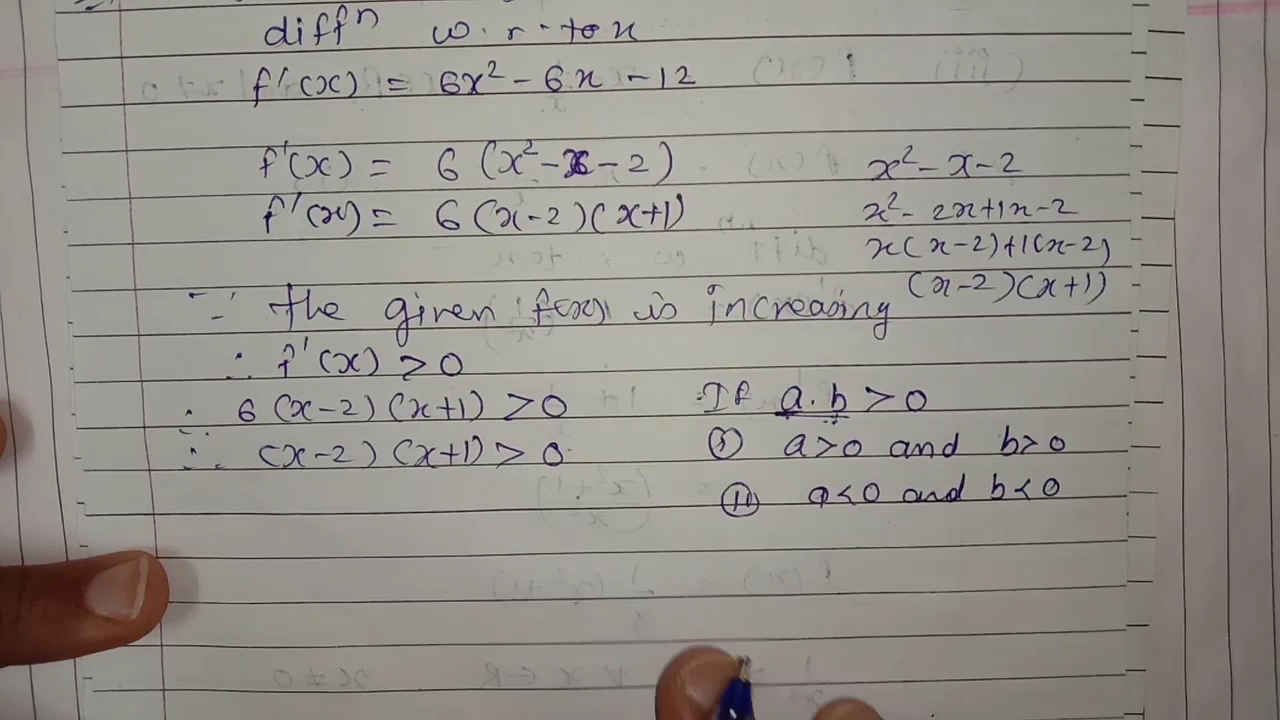 diffⁿ w.r.to x
f'(x) = 6x² - 6x - 12
f'(x) = 6 (x² - x - 2)
x² - x - 2
f'(x) = 6 (x-2) (x+1)
x² - 2x+1x-2
x(x-2)+1(x-2)
(x-2)(x+1)
∵ the given f(x) is increasing
∴ f'(x) > 0
∴ 6 (x-2) (x+1) > 0
If a.b > 0
∴ (x-2) (x+1) > 0
(I) a>0 and b>0
(II) a<0 and b<0